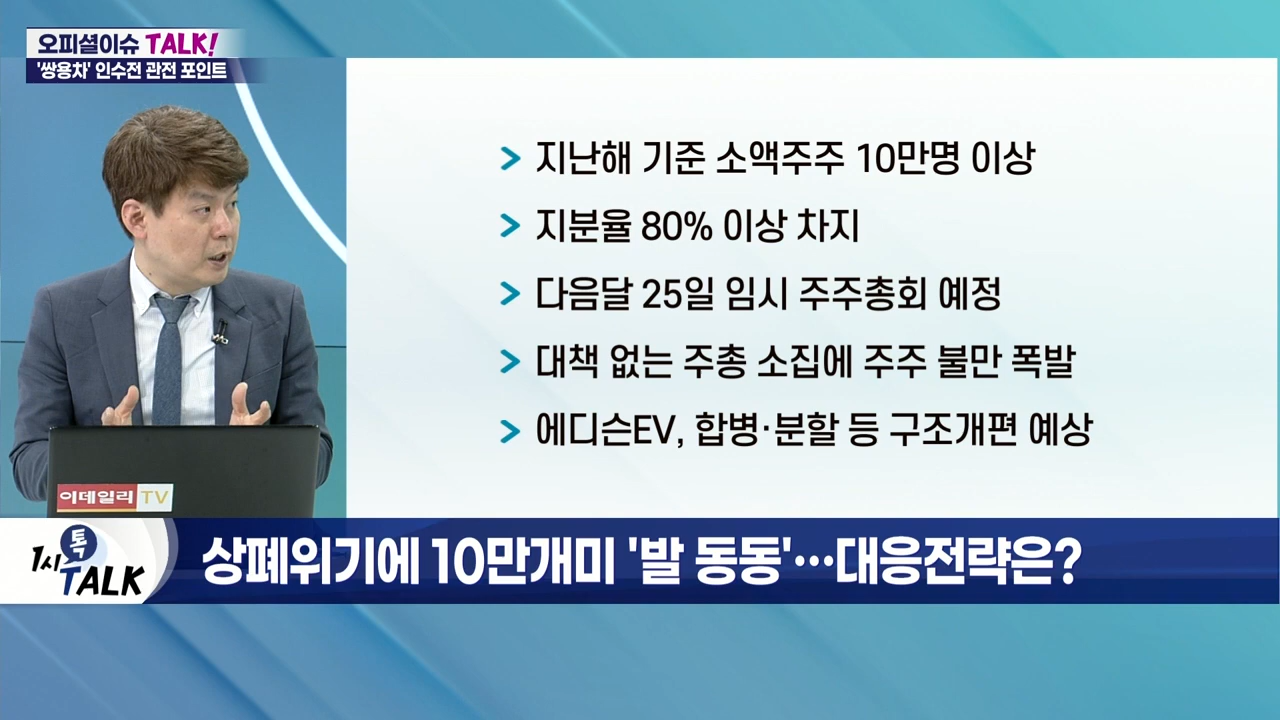 오피셜이슈 TALK!
'쌍용차' 인수전 관전 포인트
> 지난해 기준 소액주주 10만명 이상
> 지분율 80% 이상 차지
> 다음달 25일 임시 주주총회 예정
> 대책 없는 주총 소집에 주주 불만 폭발
> 에디슨EV, 합병·분할 등 구조개편 예상
이데일리TV
1시톡TALK
상폐위기에 10만개미 '발 동동'…대응전략은?